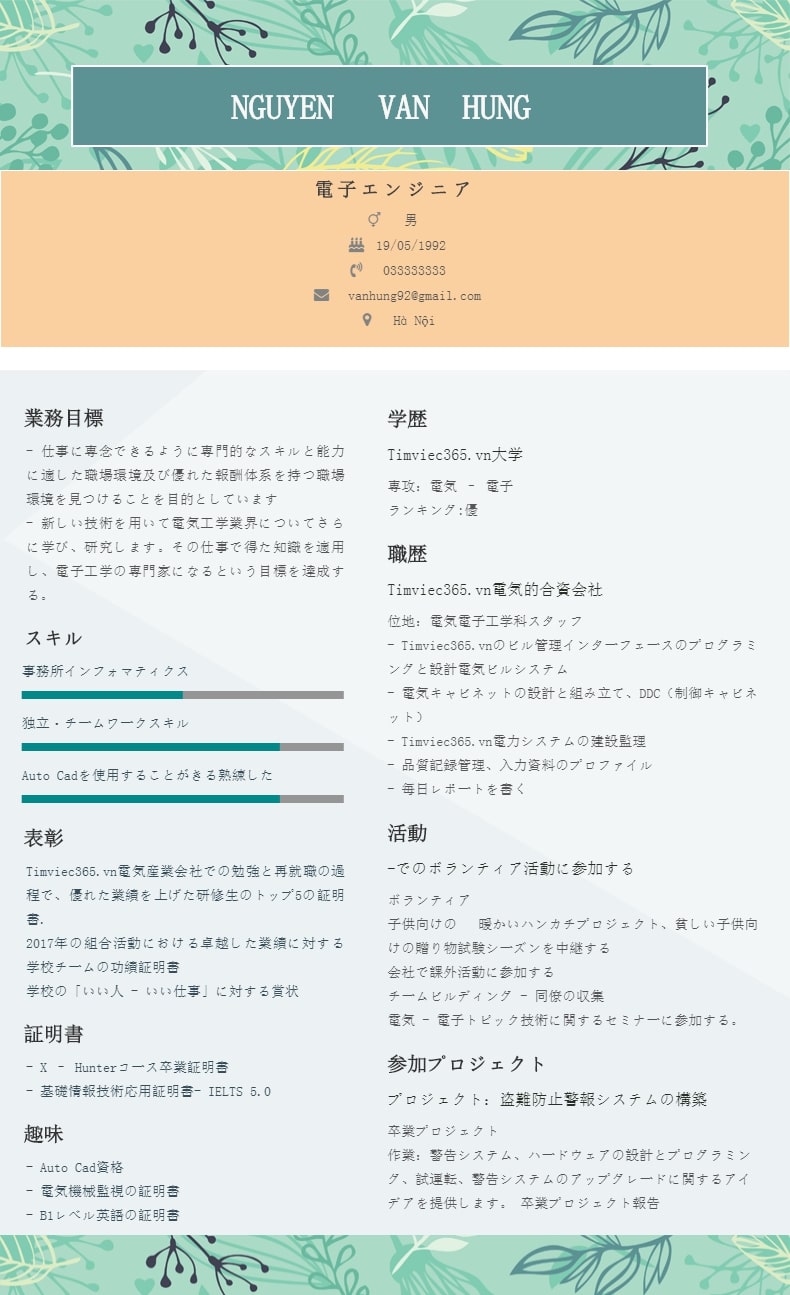 NGUYEN VAN HUNG
電子エンジニア
男
19/05/1992
033333333
vanhung92@gmail.com
Hà Nội
業務目標
- 仕事に専念できるように専門的なスキルと能力
に適した職場環境及び優れた報酬体系を持つ職場
環境を見つけることを目的としています
- 新しい技術を用いて電気工学業界についてさら
に学び、研究します。その仕事で得た知識を適用
し、電子工学の専門家になるという目標を達成す
る。
スキル
事務所インフォマティクス
独立・チームワークスキル
Auto Cadを使用することがきる熟練した
表彰
Timviec365.vn電気産業会社での勉強と再就職の過
程で、優れた業績を上げた研修生のトップ5の証明
書.
2017年の組合活動における卓越した業績に対する
学校チームの功績証明書
学校の「いい人 - いい仕事」に対する賞状
証明書
- X – Hunterコース卒業証明書
- 基礎情報技術応用証明書- IELTS 5.0
趣味
- Auto Cad資格
- 電気機械監視の証明書
- B1レベル英語の証明書
学歴
Timviec365.vn大学
専攻: 電気 – 電子
ランキング:優
職歴
Timviec365.vn電気的合資会社
位地: 電気電子工学科スタッフ
- Timviec365.vnのビル管理インターフェースのプログラミ
ングと設計電気ビルシステム
- 電気キャビネットの設計と組み立て、DDC（制御キャビネ
ット）
- Timviec365.vn電力システムの建設監理
- 品質記録管理、入力資料のプロファイル
- 毎日レポートを書く
活動
-でのボランティア活動に参加する
ボランティア
子供向けの 暖かいハンカチプロジェクト、貧しい子供向
けの贈り物試験シーズンを中継する
会社で課外活動に参加する
チームビルディング - 同僚の収集
電気 - 電子トピック技術に関するセミナーに参加する。
参加プロジェクト
プロジェクト: 盗難防止警報システムの構築
卒業プロジェクト
作業: 警告システム、ハードウェアの設計とプログラミン
グ、試運転、警告システムのアップグレードに関するアイ
デアを提供します。 卒業プロジェクト報告